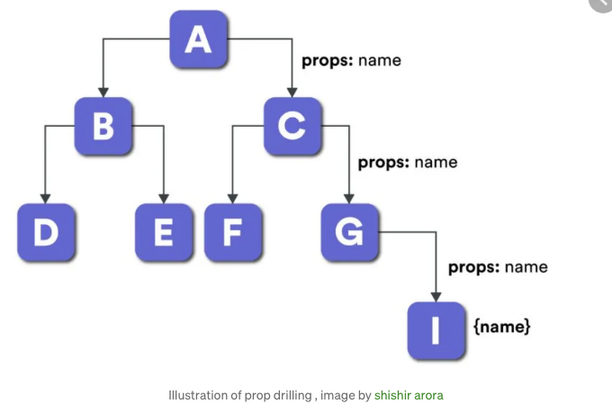 A
props: name
B
C
props: name
D
E
F
G
props: name
I
{name}
Illustration of prop drilling , image by shishir arora